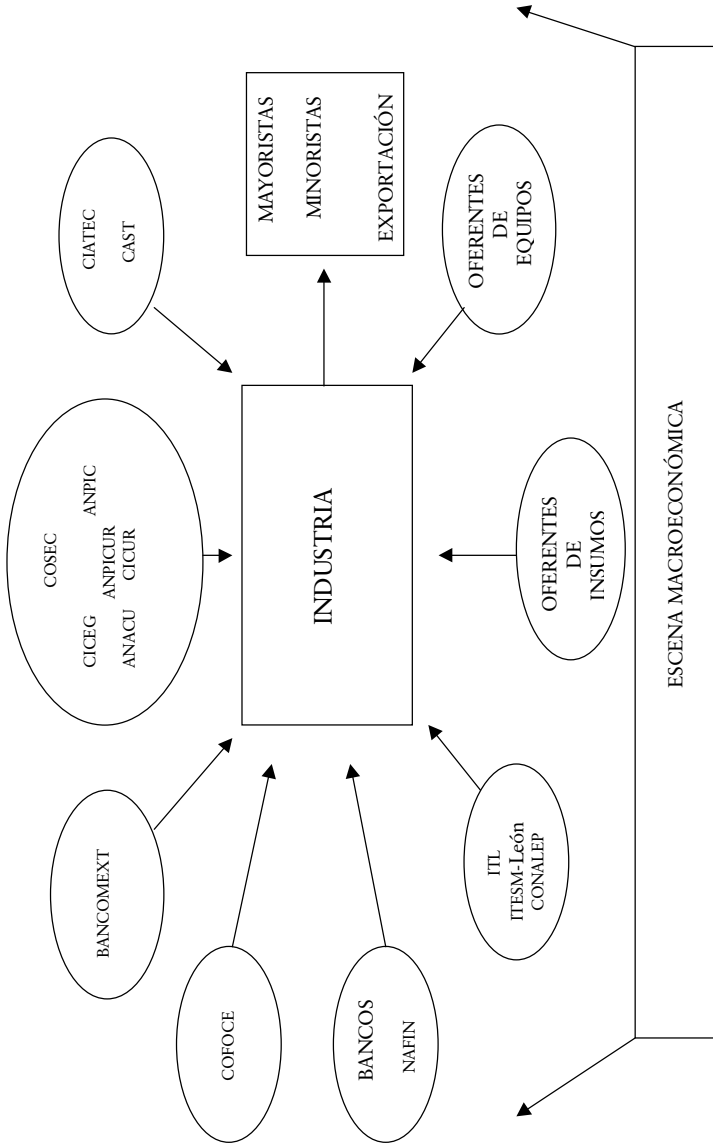 COSEC
CICEG ANPIC
ANPICUR
ANACU CICUR
CIATEC
CAST
BANCOMEXT
COFOCE
INDUSTRIA
MAYORISTAS
MINORISTAS
EXPORTACIÓN
BANCOS
NAFIN
ITL
ITESM-León
CONALEP
OFERENTES
DE
INSUMOS
OFERENTES
DE
EQUIPOS
ESCENA MACROECONÓMICA